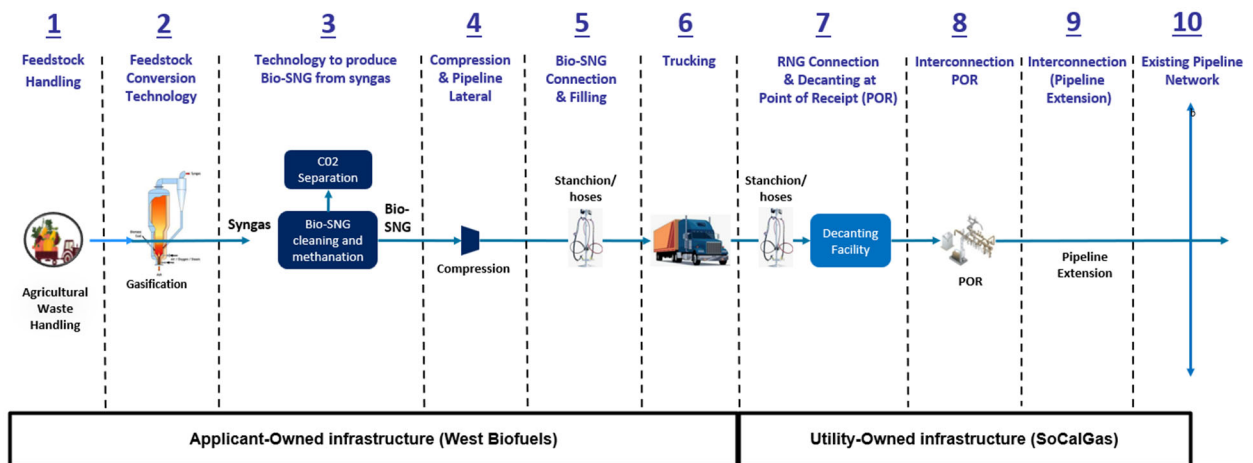 1
Feedstock
Handling
2
Feedstock
Conversion
Technology
3
Technology to produce
Bio-SNG from syngas
4
Compression
& Pipeline
Lateral
5
Bio-SNG
Connection
& Filling
6
Trucking
7
RNG Connection
& Decanting at
Point of Receipt (POR)
8
Interconnection
POR
9
Interconnection
(Pipeline
Extension)
10
Existing Pipeline
Network
Agricultural
Waste
Handling
Gasification
Syngas
C02
Separation
Bio-SNG
cleaning and
methanation
Bio-
SNG
Compression
Stanchion/
hoses
Stanchion/
hoses
Decanting
Facility
POR
Pipeline
Extension
Applicant-Owned infrastructure (West Biofuels)
Utility-Owned infrastructure (SoCalGas)